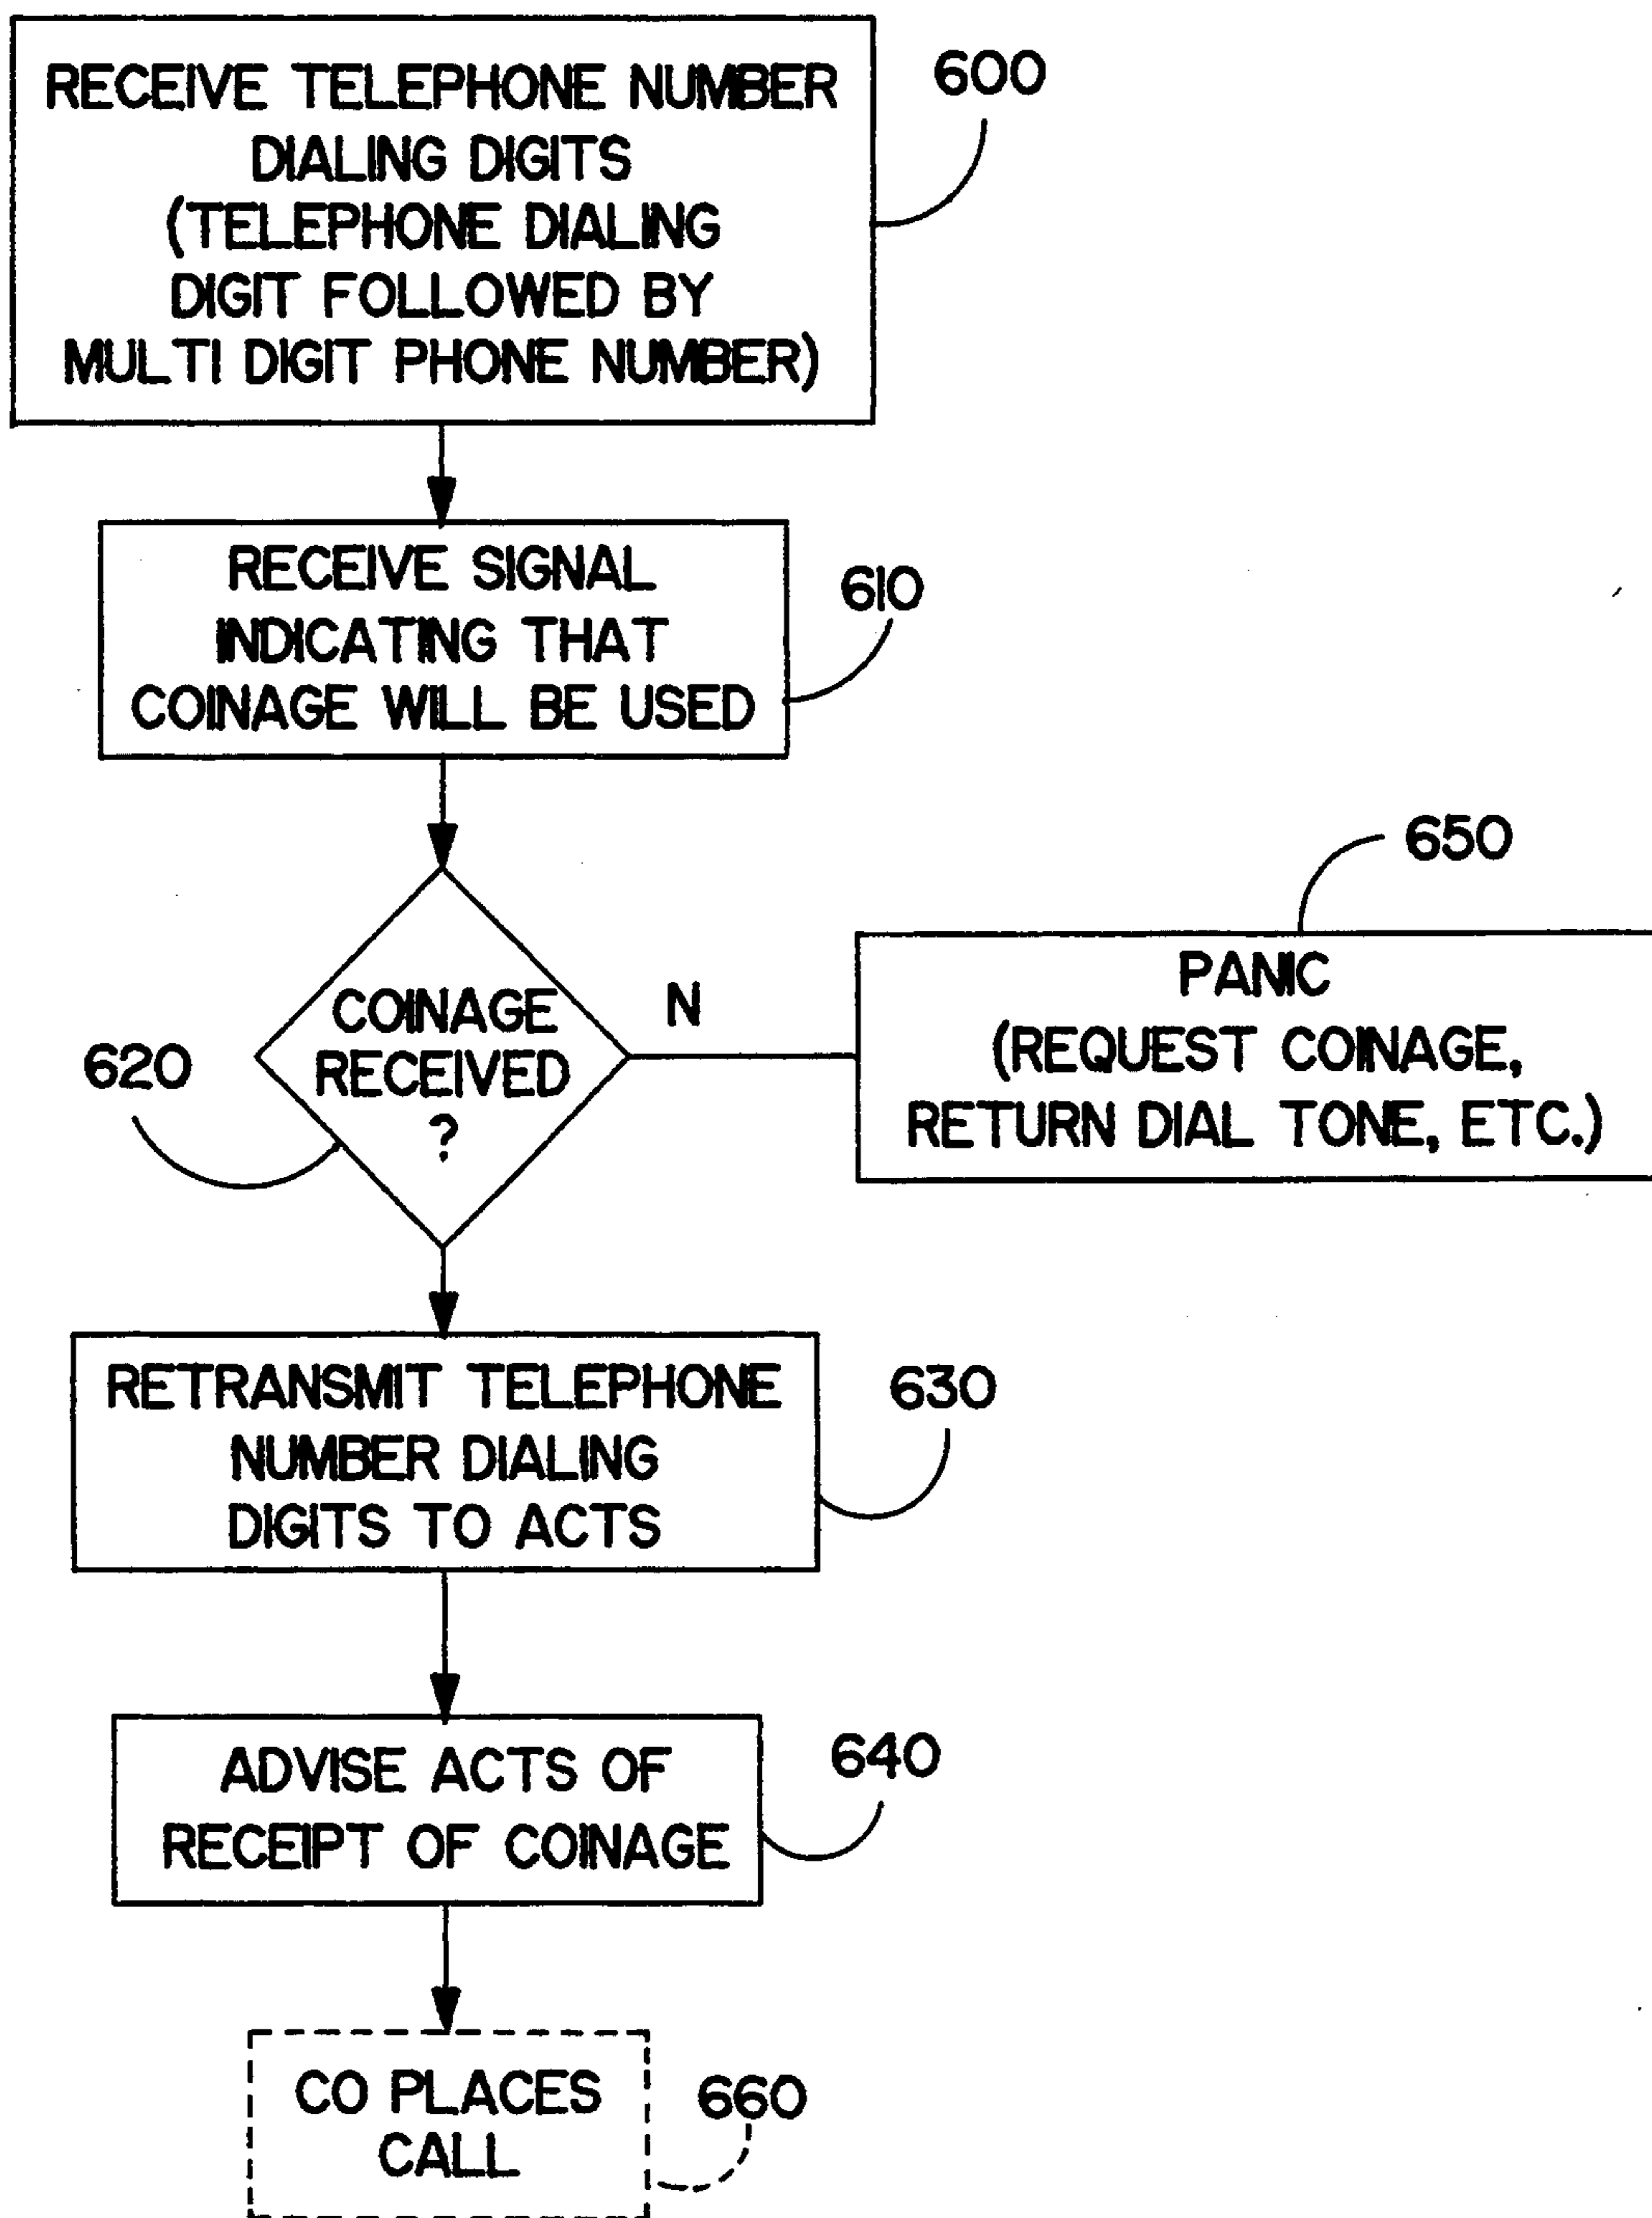 RECEIVE TELEPHONE NUMBER
DIALING DIGITS
(TELEPHONE DIALING
DIGIT FOLLOWED BY
MULTI DIGIT PHONE NUMBER)
600
RECEIVE SIGNAL
INDICATING THAT
COINAGE WILL BE USED
610
COINAGE
RECEIVED
?
620
N
650
PANIC
(REQUEST COINAGE,
RETURN DIAL TONE, ETC.)
RETRANSMIT TELEPHONE
NUMBER DIALING
DIGITS TO ACTS
630
ADVISE ACTS OF
RECEIPT OF COINAGE
640
CO PLACES
CALL
660